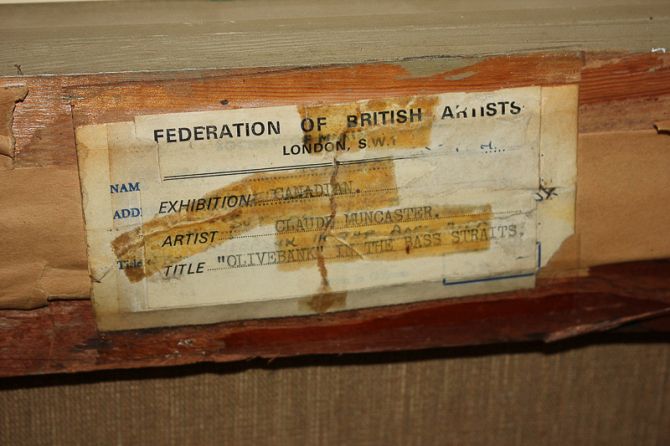 FEDERATION OF BRITISH ARTISTS
LONDON, S.W.1
NAM
ADD.
EXHIBITION CANADIAN.
ARTIST CLAUDE MUNCASTER.
Title
TITLE "OLIVEBANK" IN THE BASS STRAITS.